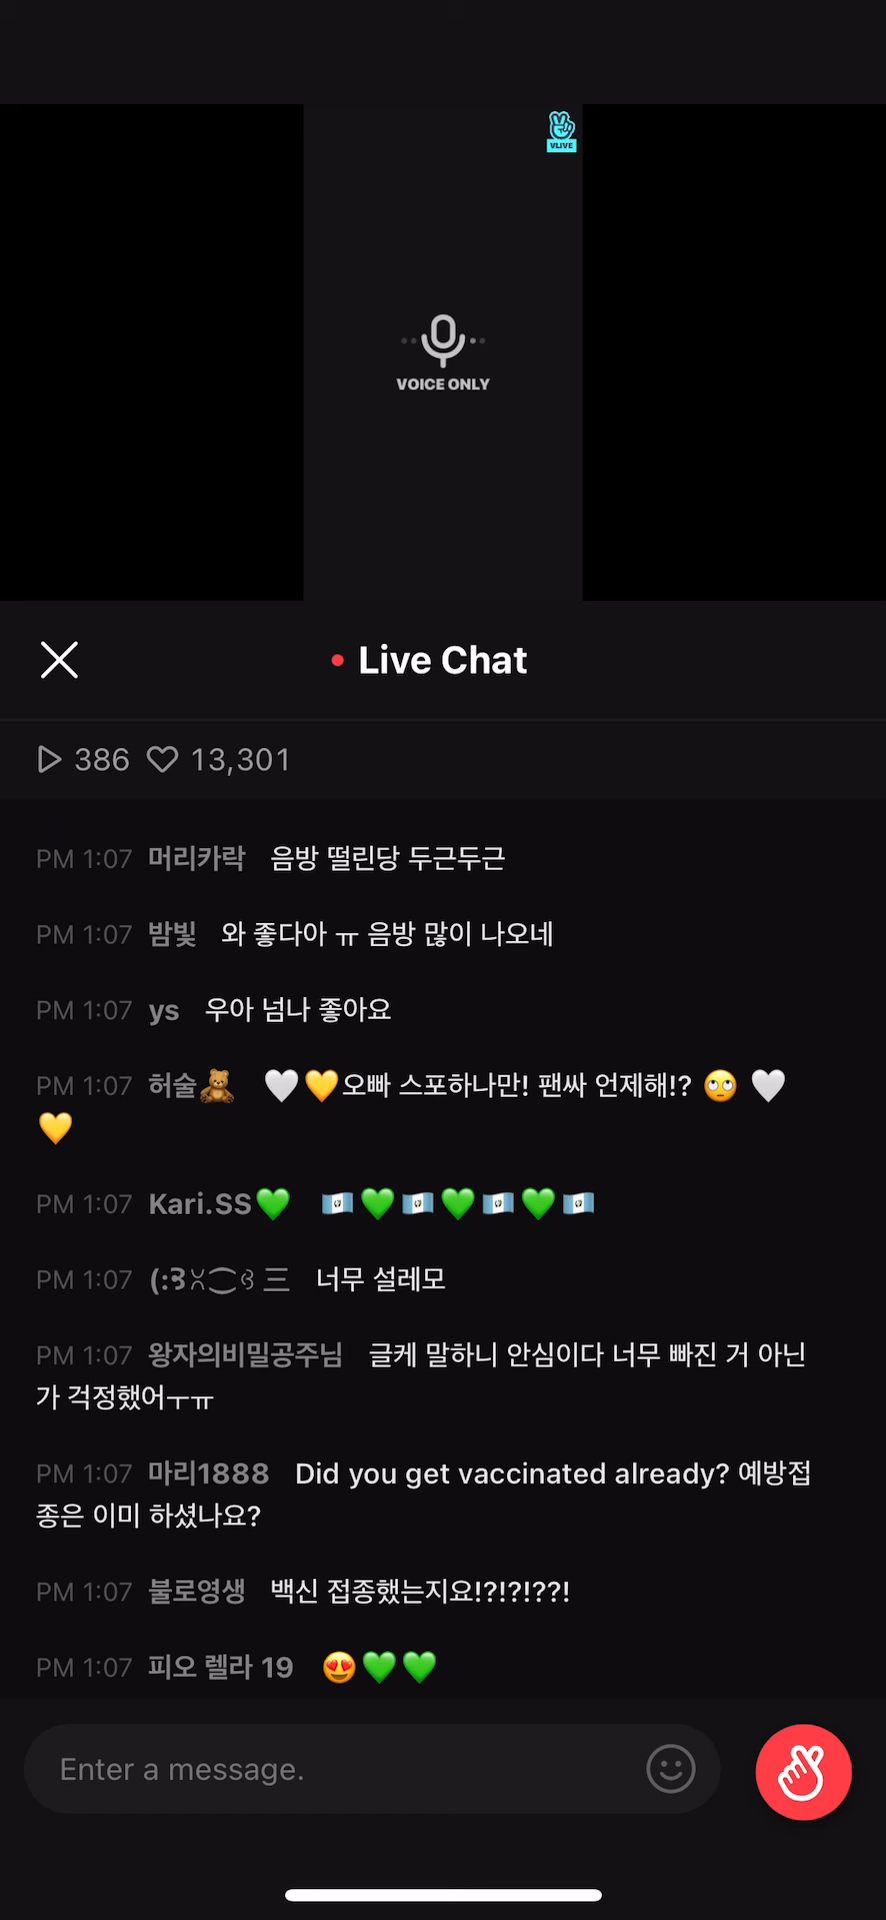 VLIVE
VOICE ONLY
Live Chat
386 13,301
PM 1:07 머리카락 음방 떨린당 두근두근
PM 1:07 밤빛 와 좋다아 ㅠ 음방 많이 나오네
PM 1:07 ys 우아 넘나 좋아요
PM 1:07 허술🧸 🤍💛오빠 스포하나만! 팬싸 언제해!? 🙄 🤍
💛
PM 1:07 Kari.SS💚 🇬🇹💚🇬🇹💚🇬🇹💚🇬🇹
PM 1:07 너무 설레모
PM 1:07 왕자의비밀공주님 글케 말하니 안심이다 너무 빠진 거 아닌
가 걱정했어ㅜㅠ
PM 1:07 마리1888 Did you get vaccinated already? 예방접
종은 이미 하셨나요?
PM 1:07 불로영생 백신 접종했는지요!?!?!??!
PM 1:07 피오 렐라 19 😍💚💚
Enter a message.